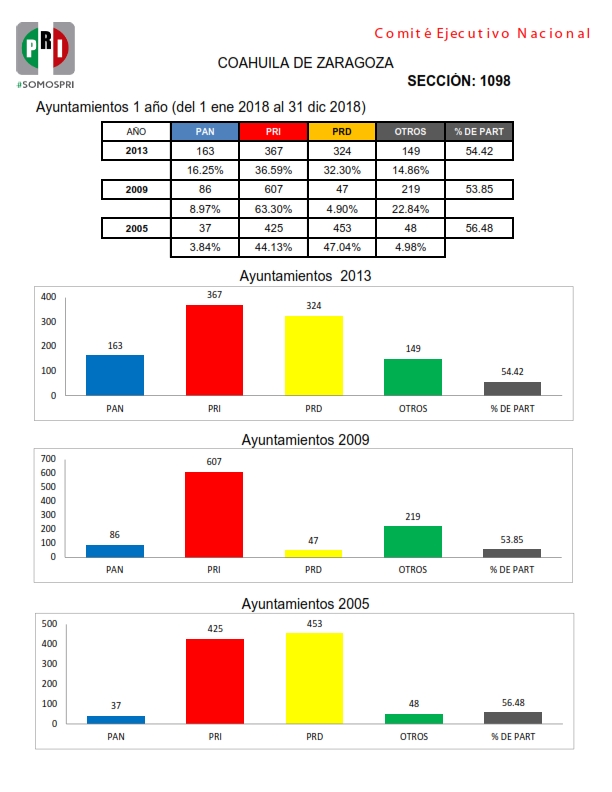 PRI
#SOMOSPRI
Comité Ejecutivo Nacional
COAHUILA DE ZARAGOZA
SECCIÓN: 1098
Ayuntamientos 1 año (del 1 ene 2018 al 31 dic 2018)
AÑO PAN PRI PRD OTROS % DE PART
2013 163 367 324 149 54.42
16.25% 36.59% 32.30% 14.86%
2009 86 607 47 219 53.85
8.97% 63.30% 4.90% 22.84%
2005 37 425 453 48 56.48
3.84% 44.13% 47.04% 4.98%
Ayuntamientos 2013
400
300
200
100
0
163 367 324 149 54.42
PAN PRI PRD OTROS % DE PART
Ayuntamientos 2009
700
600
500
400
300
200
100
0
86 607 47 219 53.85
PAN PRI PRD OTROS % DE PART
Ayuntamientos 2005
500
400
300
200
100
0
37 425 453 48 56.48
PAN PRI PRD OTROS % DE PART